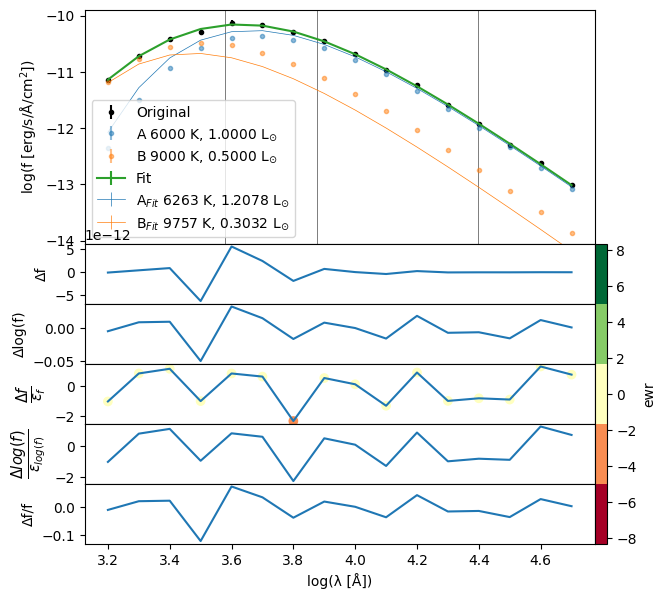 −10
−11
−12
−13
−14
log(f [erg/s/Å/cm²])
Original
A 6000 K, 1.0000 L☉
B 9000 K, 0.5000 L☉
Fit
A_Fit 6263 K, 1.2078 L☉
B_Fit 9757 K, 0.3032 L☉
1e−12
5
0
−5
Δf
0.00
−0.05
Δlog(f)
0
−2
Δf/ε_f
0
−2
Δlog(f)/ε_log(f)
0.0
−0.1
Δf/f
3.2 3.4 3.6 3.8 4.0 4.2 4.4 4.6
log(λ [Å])
8
6
4
2
0
−2
−4
−6
−8
ewr